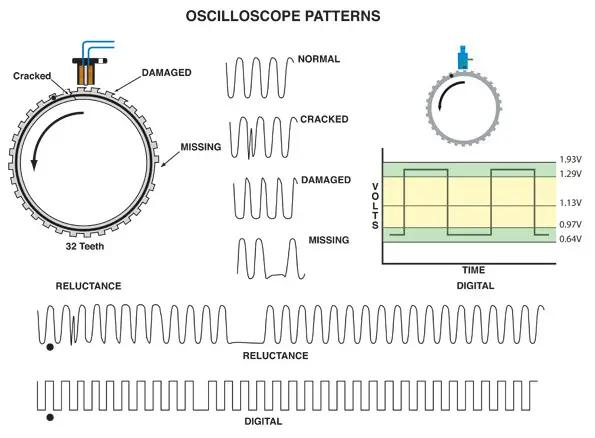 OSCILLOSCOPE PATTERNS
Cracked
DAMAGED
MISSING
32 Teeth
RELUCTANCE
NORMAL
CRACKED
DAMAGED
MISSING
VOLTS
1.93V
1.29V
1.13V
0.97V
0.64V
TIME
DIGITAL
RELUCTANCE
DIGITAL